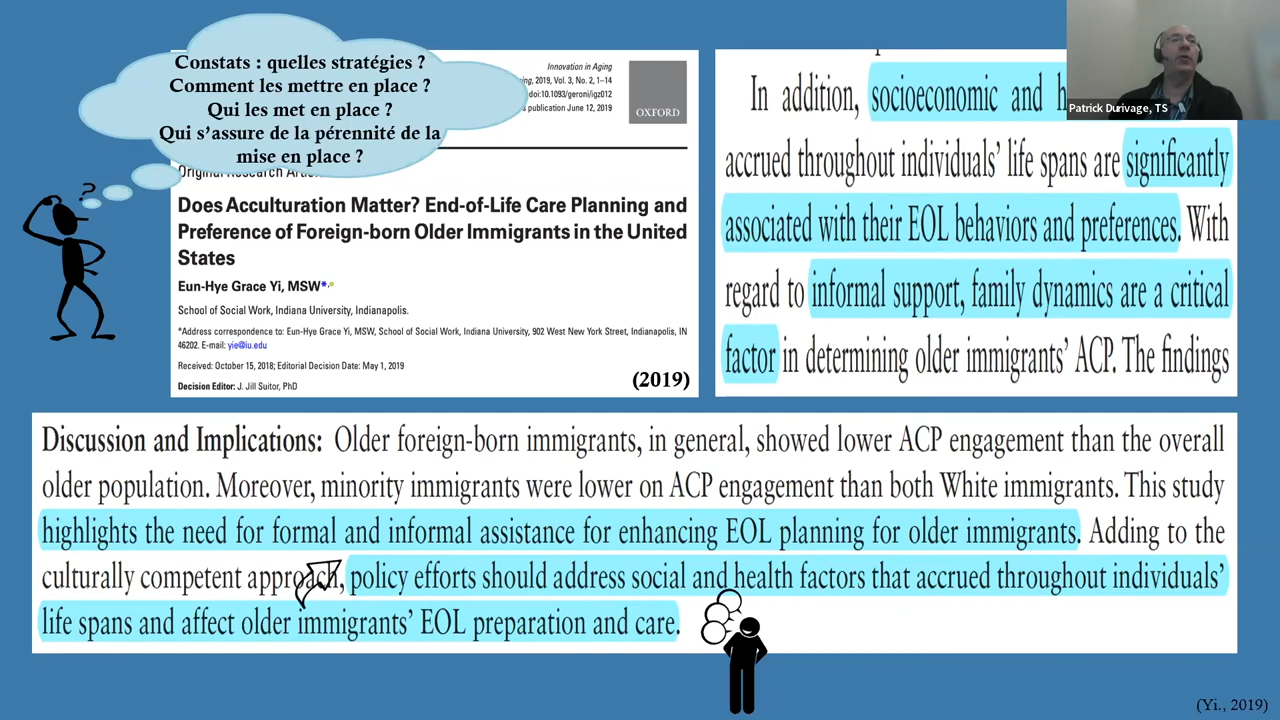 Constats : quelles stratégies ?
Comment les mettre en place ?
Qui les met en place ?
Qui s'assure de la pérennité de la
mise en place ?
?
Innovation in Aging
2019, Vol. 3, No. 2, 1–14
doi:10.1093/geroni/igz012
publication June 12, 2019
OXFORD
Original Research
Does Acculturation Matter? End-of-Life Care Planning and
Preference of Foreign-born Older Immigrants in the United
States
Eun-Hye Grace Yi, MSW*,
School of Social Work, Indiana University, Indianapolis.
*Address correspondence to: Eun-Hye Grace Yi, MSW, School of Social Work, Indiana University, 902 West New York Street, Indianapolis, IN
46202. E-mail: yie@iu.edu
Received: October 15, 2018; Editorial Decision Date: May 1, 2019
Decision Editor: J. Jill Suitor, PhD
(2019)
In addition, socioeconomic and
accrued throughout individuals' life spans are significantly
associated with their EOL behaviors and preferences. With
regard to informal support, family dynamics are a critical
factor in determining older immigrants' ACP. The findings
Patrick Durivage, TS
Discussion and Implications: Older foreign-born immigrants, in general, showed lower ACP engagement than the overall
older population. Moreover, minority immigrants were lower on ACP engagement than both White immigrants. This study
highlights the need for formal and informal assistance for enhancing EOL planning for older immigrants. Adding to the
culturally competent approach, policy efforts should address social and health factors that accrued throughout individuals'
life spans and affect older immigrants' EOL preparation and care.
(Yi., 2019)